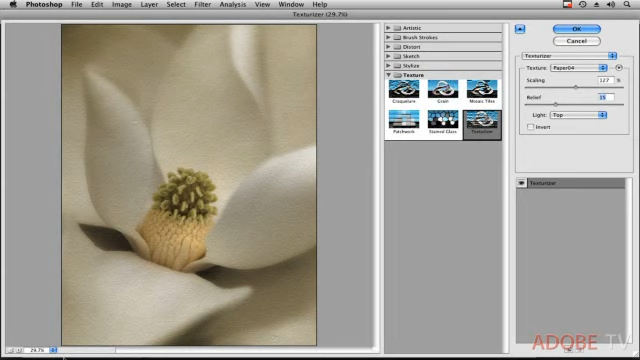 Photoshop File Edit Image Layer Select Filter Analysis View Window Help
Texturizer (29.7%)
Artistic
Brush Strokes
Distort
Sketch
Stylize
Texture
Craquelure Grain Mosaic Tiles
Patchwork Stained Glass Texturizer
OK
Cancel
Texturizer
Texture: Paper04
Scaling 127 %
Relief 15
Light: Top
Invert
Texturizer
29.7%
ADOBE TV